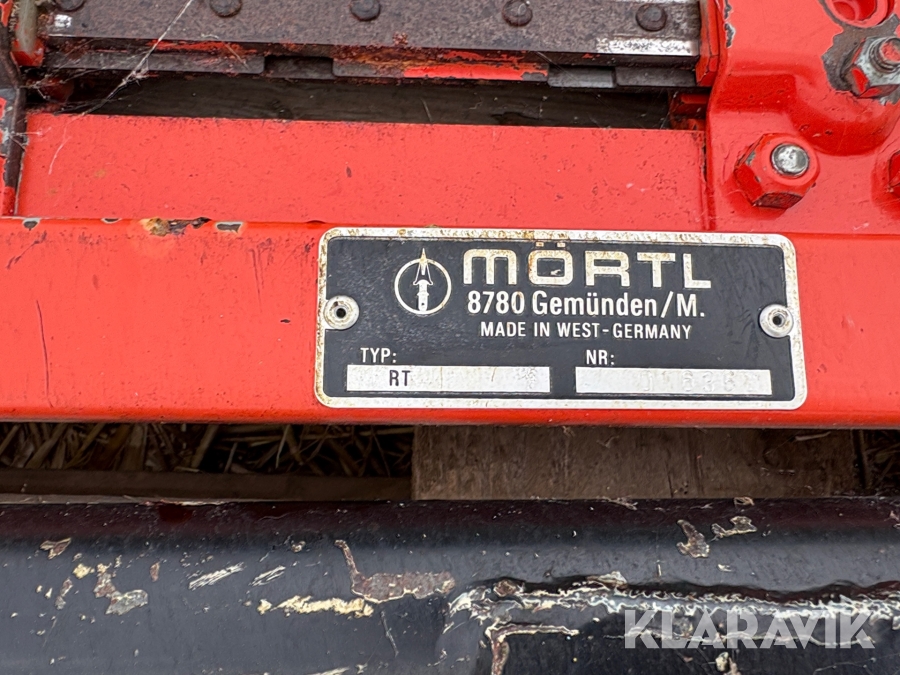 MÖRTL
8780 Gemünden/M.
MADE IN WEST-GERMANY
TYP: NR:
RT
KLARAVIK